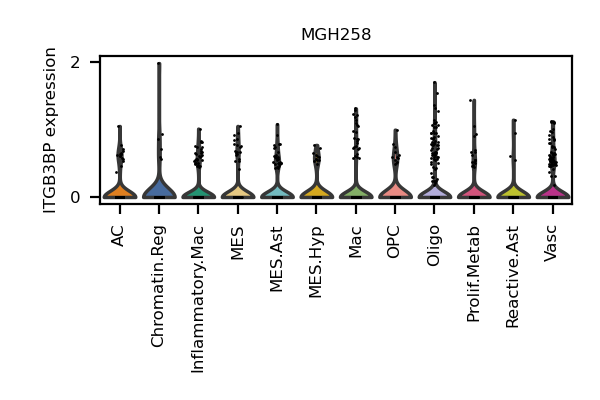 MGH258
ITGB3BP expression
2
0
AC
Chromatin.Reg
Inflammatory.Mac
MES
MES.Ast
MES.Hyp
Mac
OPC
Oligo
Prolif.Metab
Reactive.Ast
Vasc